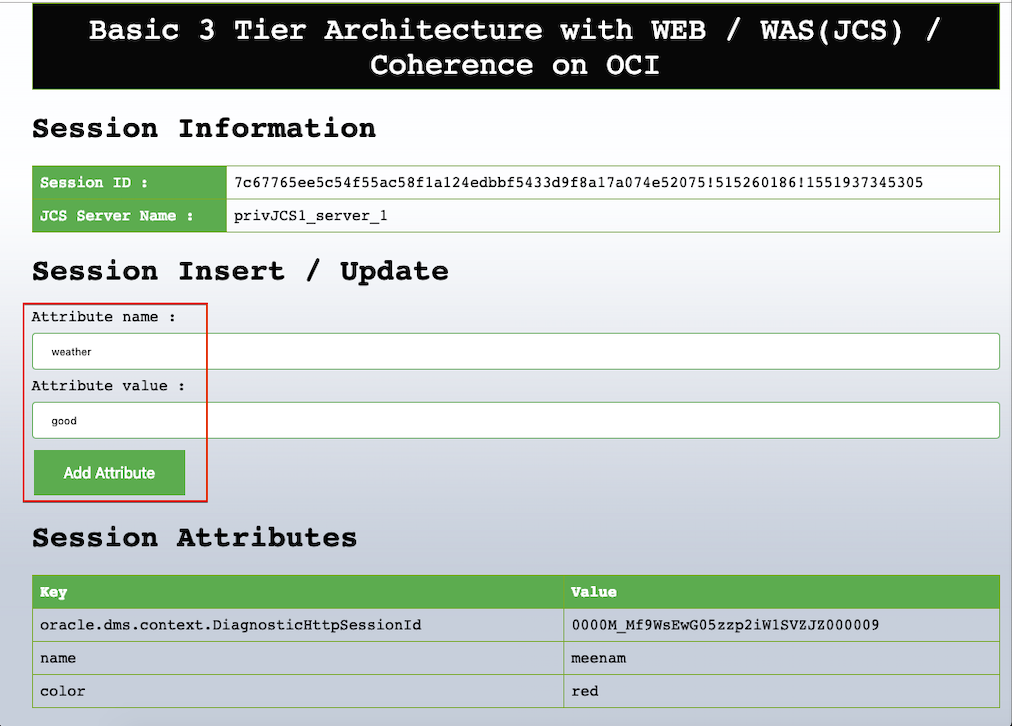 Basic 3 Tier Architecture with WEB / WAS(JCS) /
Coherence on OCI
Session Information
Session ID : 7c67765ee5c54f55ac58f1a124edbbf5433d9f8a17a074e52075!515260186!1551937345305
JCS Server Name : privJCS1_server_1
Session Insert / Update
Attribute name :
weather
Attribute value :
good
Add Attribute
Session Attributes
Key Value
oracle.dms.context.DiagnosticHttpSessionId 0000M_Mf9WsEwG05zzp2iW1SVZJZ000009
name meenam
color red